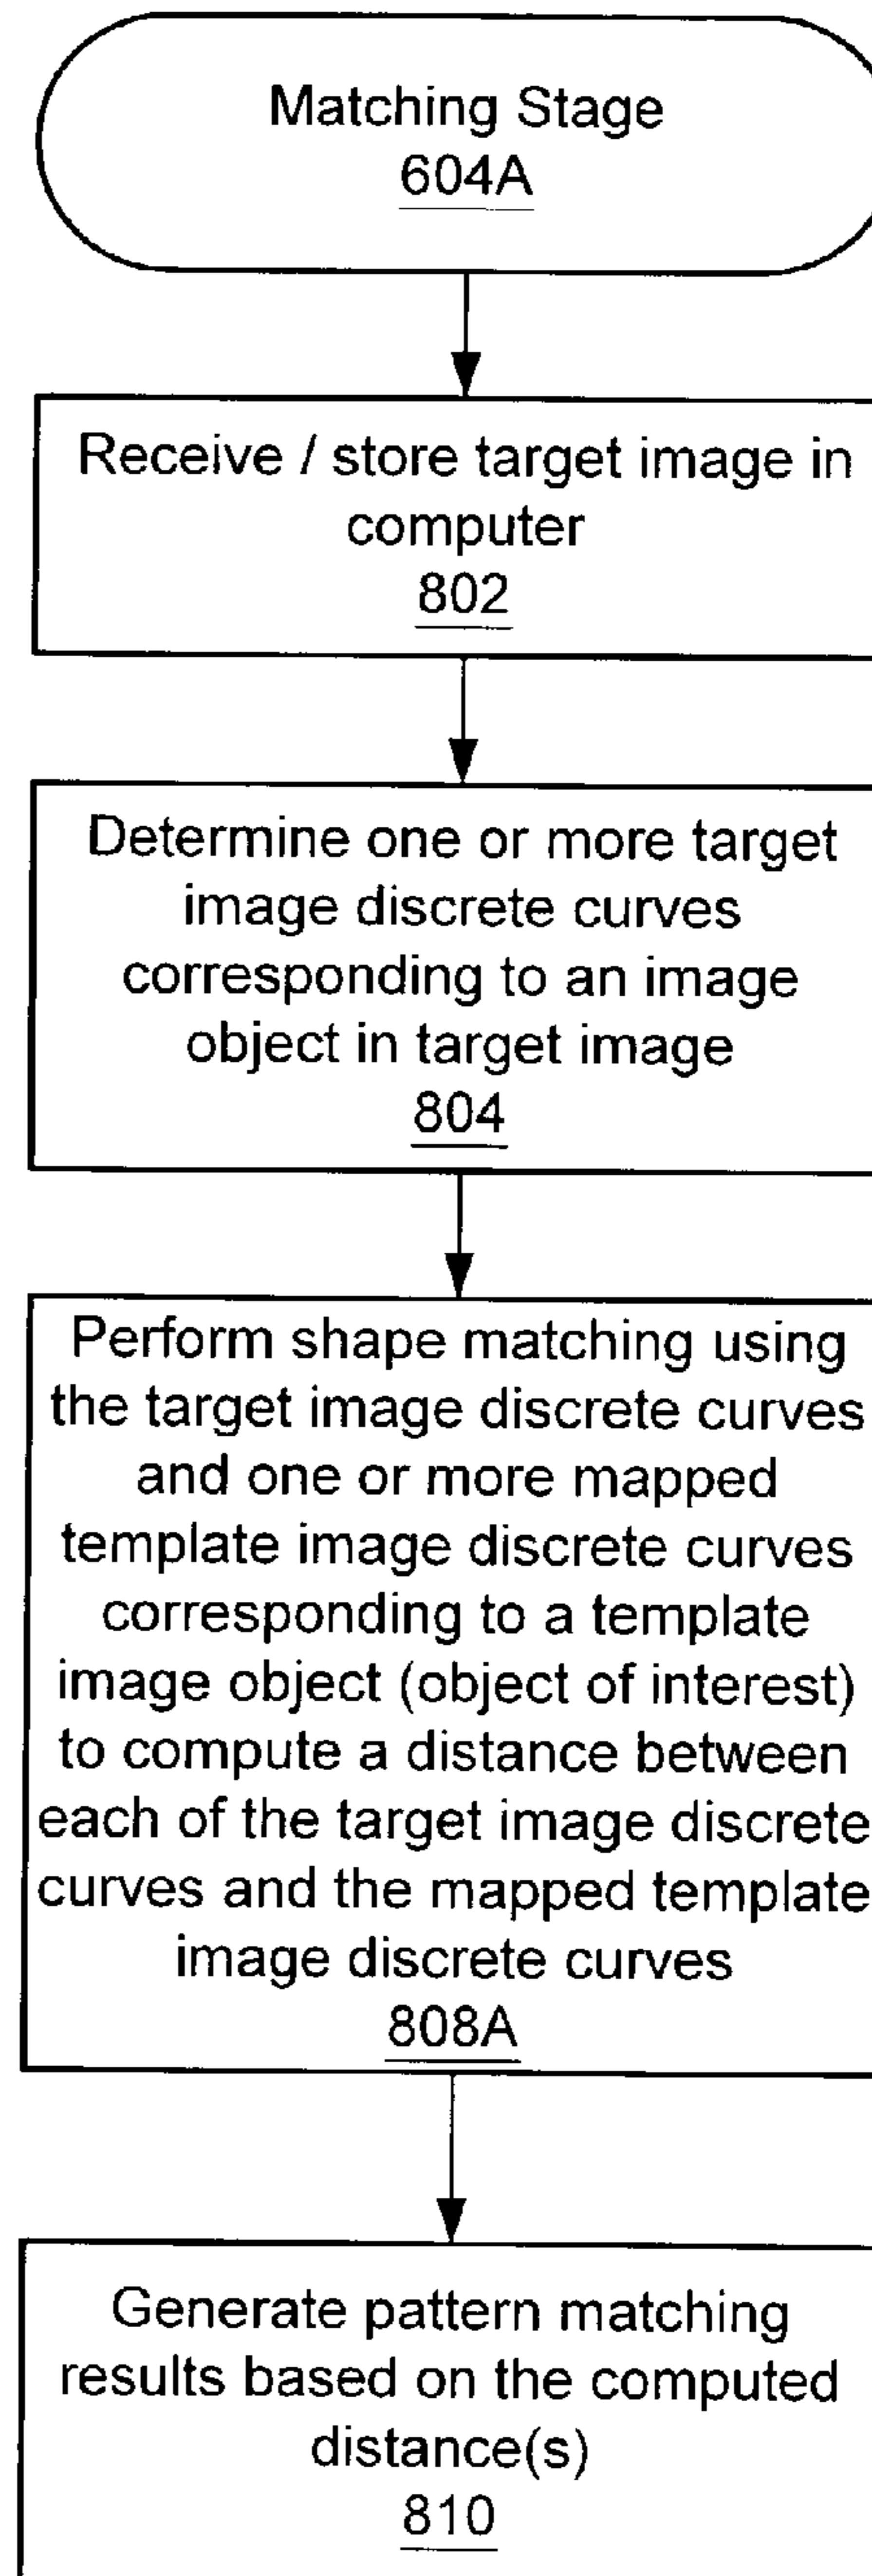 Matching Stage
604A
Receive / store target image in
computer
802
Determine one or more target
image discrete curves
corresponding to an image
object in target image
804
Perform shape matching using
the target image discrete curves
and one or more mapped
template image discrete curves
corresponding to a template
image object (object of interest)
to compute a distance between
each of the target image discrete
curves and the mapped template
image discrete curves
808A
Generate pattern matching
results based on the computed
distance(s)
810